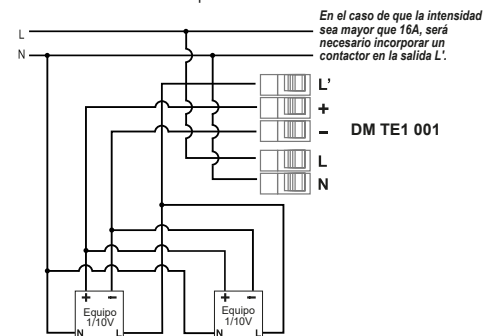 En el caso de que la intensidad
sea mayor que 16A, será
necesario incorporar un
contactor en la salida L'.
L
N
L'
+
–
DM TE1 001
L
N
+ –
Equipo
1/10V
N L
+ –
Equipo
1/10V
N L